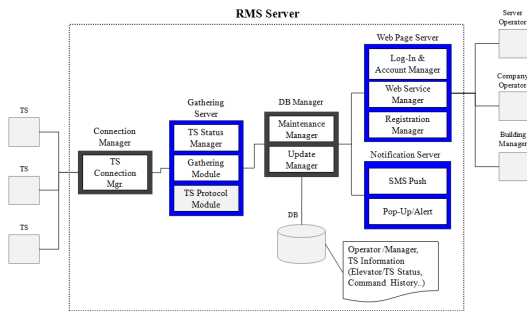 RMS Server
Server
Operator
Web Page Server
Log-In &
Account Manager
Web Service
Manager
Registration
Manager
Company
Operator
Building
Manager
TS
TS
TS
Connection
Manager
TS
Connection
Mgr.
Gathering
Server
TS Status
Manager
Gathering
Module
TS Protocol
Module
DB Manager
Maintenance
Manager
Update
Manager
Notification Server
SMS Push
Pop-Up/Alert
DB
Operator /Manager,
TS Information
(Elevator/TS Status,
Command History..)